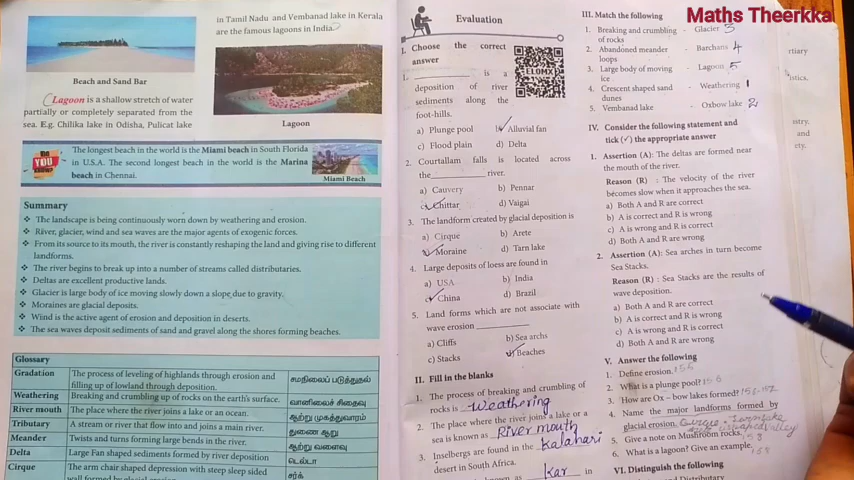 Maths Theerkka
in Tamil Nadu and Vembanad lake in Kerala
are the famous lagoons in India.
Beach and Sand Bar
Lagoon is a shallow stretch of water
partially or completely separated from the
sea. E.g. Chilika lake in Odisha, Pulicat lake
Lagoon
DO YOU KNOW?
The longest beach in the world is the Miami beach in South Florida
in U.S.A. The second longest beach in the world is the Marina
beach in Chennai.
Miami Beach
Summary
The landscape is being continuously worn down by weathering and erosion.
River, glacier, wind and sea waves are the major agents of exogenic forces.
From its source to its mouth, the river is constantly reshaping the land and giving rise to different
landforms.
The river begins to break up into a number of streams called distributaries.
Deltas are excellent productive lands.
Glacier is large body of ice moving slowly down a slope due to gravity.
Moraines are glacial deposits.
Wind is the active agent of erosion and deposition in deserts.
The sea waves deposit sediments of sand and gravel along the shores forming beaches.
Glossary
Gradation The process of leveling of highlands through erosion and சமநிலைப் படுத்துதல்
filling up of lowland through deposition.
Weathering Breaking and crumbling up of rocks on the earth's surface. வானிலைச் சிதைவு
River mouth The place where the river joins a lake or an ocean. ஆற்று முகத்துவாரம்
Tributary A stream or river that flow into and joins a main river. துணை ஆறு
Meander Twists and turns forming large bends in the river. ஆற்று வளைவு
Delta Large Fan shaped sediments formed by river deposition டெல்டா
Cirque The arm chair shaped depression with steep slope sided சர்க்
Evaluation
I. Choose the correct
answer
ELOMX
1. is a
deposition of river
sediments along the
foot-hills.
a) Plunge pool b) Alluvial fan
c) Flood plain d) Delta
2. Courtallam falls is located across
the river.
a) Cauvery b) Pennar
c) Chittar d) Vaigai
3. The landform created by glacial deposition is
a) Cirque b) Arete
c) Moraine d) Tarn lake
4. Large deposits of loess are found in
a) USA b) India
c) China d) Brazil
5. Land forms which are not associate with
wave erosion
a) Cliffs b) Sea archs
c) Stacks d) Beaches
II. Fill in the blanks
1. The process of breaking and crumbling of
rocks is Weathering
2. The place where the river joins a lake or a
sea is known as River mouth
3. Inselbergs are found in the Kalahari
desert in South Africa.
known as kar in
III. Match the following
1. Breaking and crumbling - Glacier 3
of rocks
2. Abandoned meander - Barchans 4
loops
3. Large body of moving - Lagoon 5
ice
4. Crescent shaped sand - Weathering 1
dunes
5. Vembanad lake - Oxbow lake 2
IV. Consider the following statement and
tick (✓) the appropriate answer
1. Assertion (A): The deltas are formed near
the mouth of the river.
Reason (R) : The velocity of the river
becomes slow when it approaches the sea.
a) Both A and R are correct
b) A is correct and R is wrong
c) A is wrong and R is correct
d) Both A and R are wrong
2. Assertion (A): Sea arches in turn become
Sea Stacks.
Reason (R) : Sea Stacks are the results of
wave deposition.
a) Both A and R are correct
b) A is correct and R is wrong
c) A is wrong and R is correct
d) Both A and R are wrong
V. Answer the following
1. Define erosion.
2. What is a plunge pool?
3. How are Ox – bow lakes formed?
4. Name the major landforms formed by
glacial erosion.
5. Give a note on Mushroom rocks.
6. What is a lagoon? Give an example.
VI. Distinguish the following